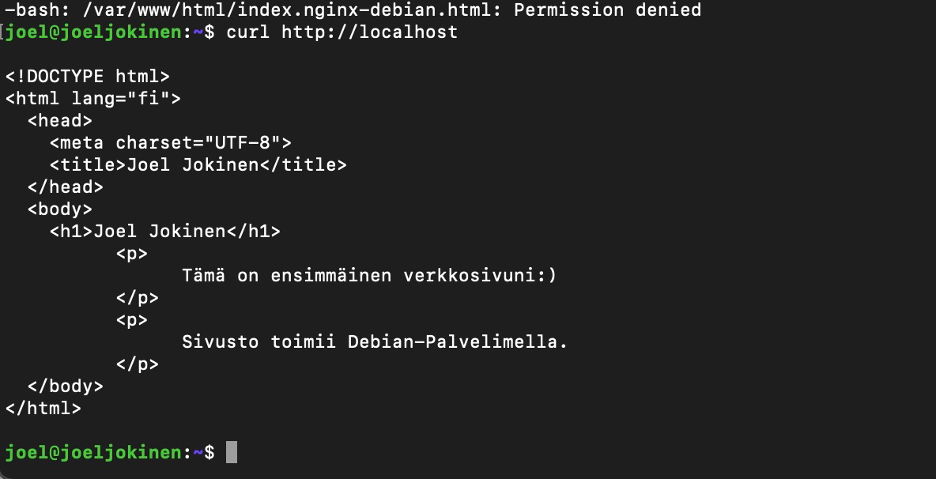 -bash: /var/www/html/index.nginx-debian.html: Permission denied
joel@joeljokinen:~$ curl http://localhost
<!DOCTYPE html>
<html lang="fi">
  <head>
    <meta charset="UTF-8">
    <title>Joel Jokinen</title>
  </head>
  <body>
    <h1>Joel Jokinen</h1>
          <p>
                Tämä on ensimmäinen verkkosivuni:)
          </p>
          <p>
                Sivusto toimii Debian-Palvelimella.
          </p>
  </body>
</html>
joel@joeljokinen:~$